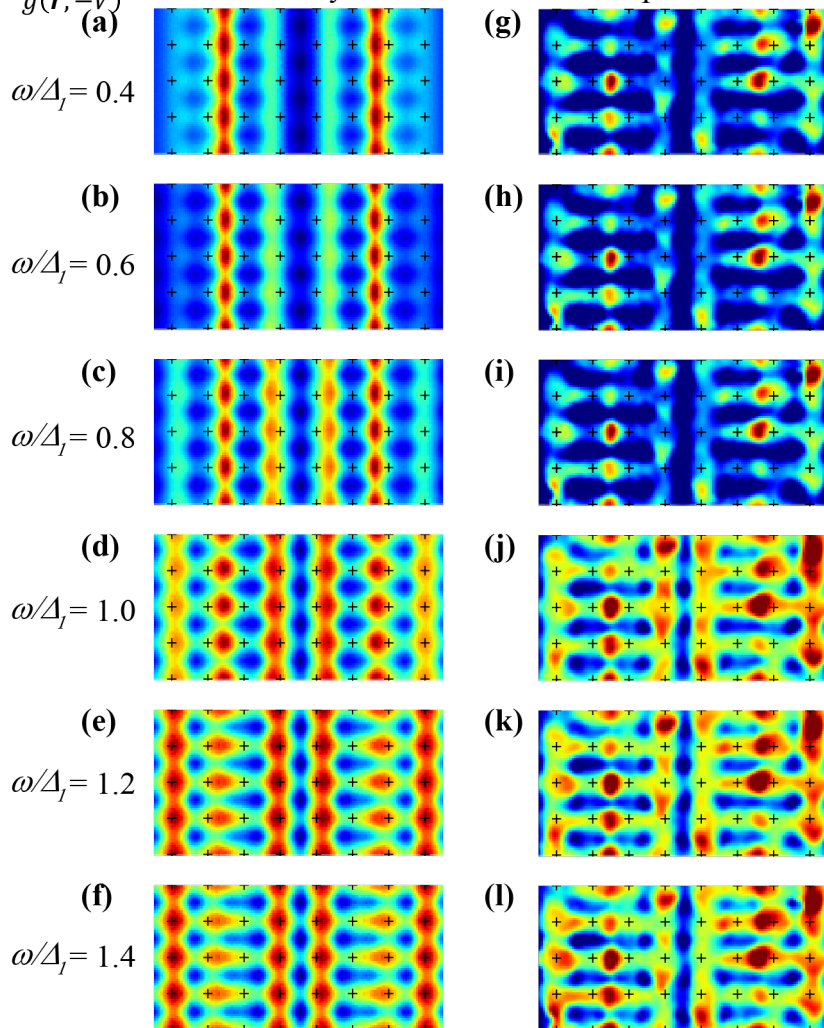 g(r, −V)
(a) (g)
ω/Δ₁ = 0.4
(b) (h)
ω/Δ₁ = 0.6
(c) (i)
ω/Δ₁ = 0.8
(d) (j)
ω/Δ₁ = 1.0
(e) (k)
ω/Δ₁ = 1.2
(f) (l)
ω/Δ₁ = 1.4